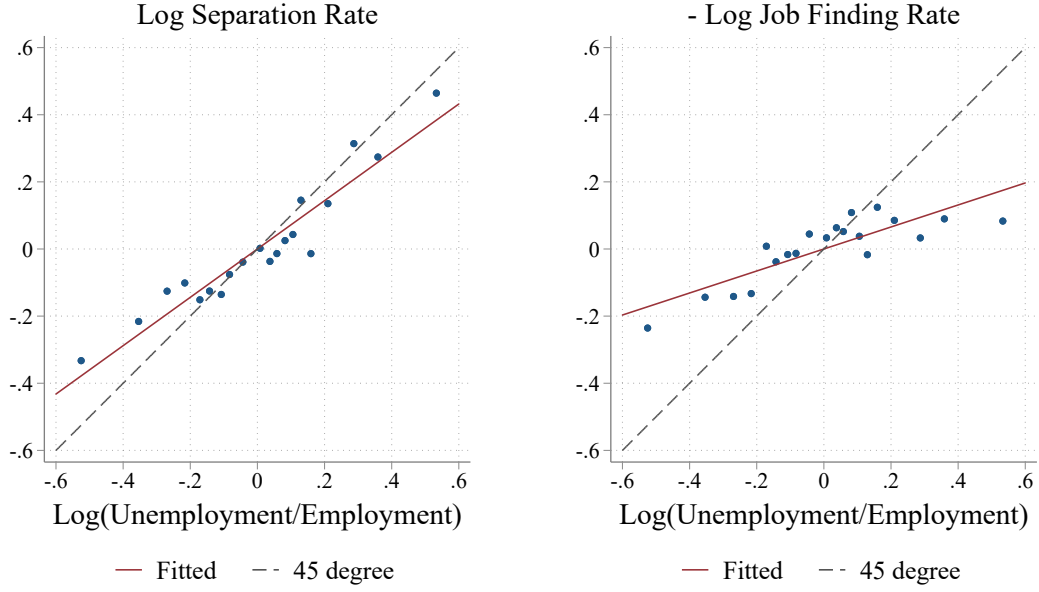 Log Separation Rate
.6
.4
.2
0
-.2
-.4
-.6
-.6 -.4 -.2 0 .2 .4 .6
Log(Unemployment/Employment)
Fitted 45 degree
- Log Job Finding Rate
.6
.4
.2
0
-.2
-.4
-.6
-.6 -.4 -.2 0 .2 .4 .6
Log(Unemployment/Employment)
Fitted 45 degree